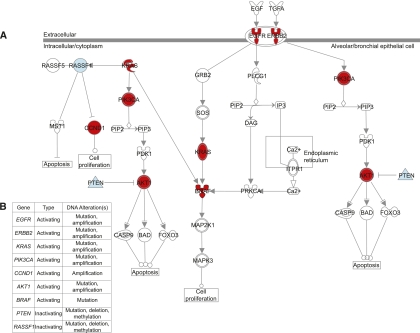 EGF TGFA
A
Extracellular
EGFR ERBB2
Intracellular/cytoplasm
Alveolar/bronchial epithelial cell
RASSF5 RASSF1 KRAS
GRB2 PLCG1 PIK3CA
PIK3CA
PIP2 IP3
PIP2 PIP3
SOS
DAG
MST1 CCND1 PIP2 PIP3
Ca2+ Endoplasmic
reticulum
PDK1
PDK1 KRAS
ITPR1
Apoptosis Cell
proliferation
PTEN AKT1
AKT1 PTEN
BRAF PRKCA Ca2+
B
Gene Type DNA Alteration(s)
EGFR Activating Mutation,
amplification
ERBB2 Activating Mutation,
amplification
KRAS Activating Mutation,
amplification
PIK3CA Activating Mutation,
amplification
CCND1 Activating Amplification
AKT1 Activating Mutation,
amplification
BRAF Activating Mutation
PTEN Inactivating Mutation, deletion,
methylation
RASSF1 Inactivating Mutation, deletion,
methylation
CASP9 BAD FOXO3
Apoptosis
MAP2K1
MAPK3
Cell
proliferation
CASP9 BAD FOXO3
Apoptosis